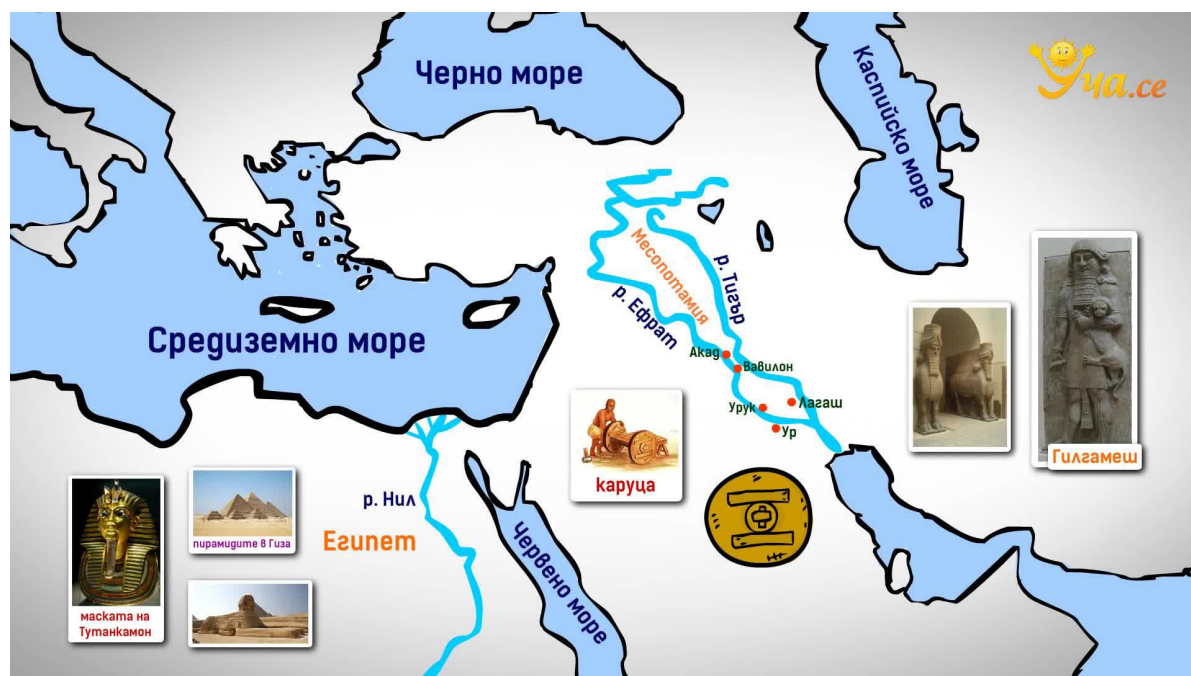 Черно море
Каспийско море
Уча.се
Месопотамия
р. Тигър
р. Ефрат
Средиземно море
Акад
Вавилон
Урук
Лагаш
Ур
Гилгамеш
каруца
р. Нил
Египет
Червено море
пирамидите в Гиза
маската на
Тутанкамон